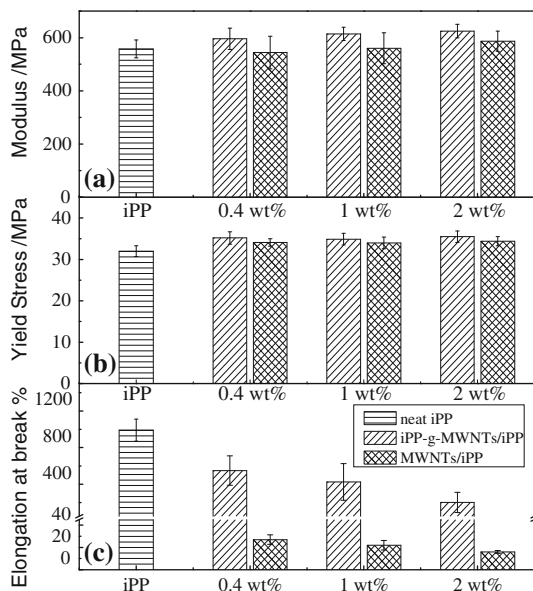 Modulus /MPa
600
400
200
0
(a)
iPP
0.4 wt%
1 wt%
2 wt%
Yield Stress /MPa
40
30
20
10
0
(b)
iPP
0.4 wt%
1 wt%
2 wt%
Elongation at break %
1200
800
400
40
20
0
(c)
neat iPP
iPP-g-MWNTs/iPP
MWNTs/iPP
iPP
0.4 wt%
1 wt%
2 wt%